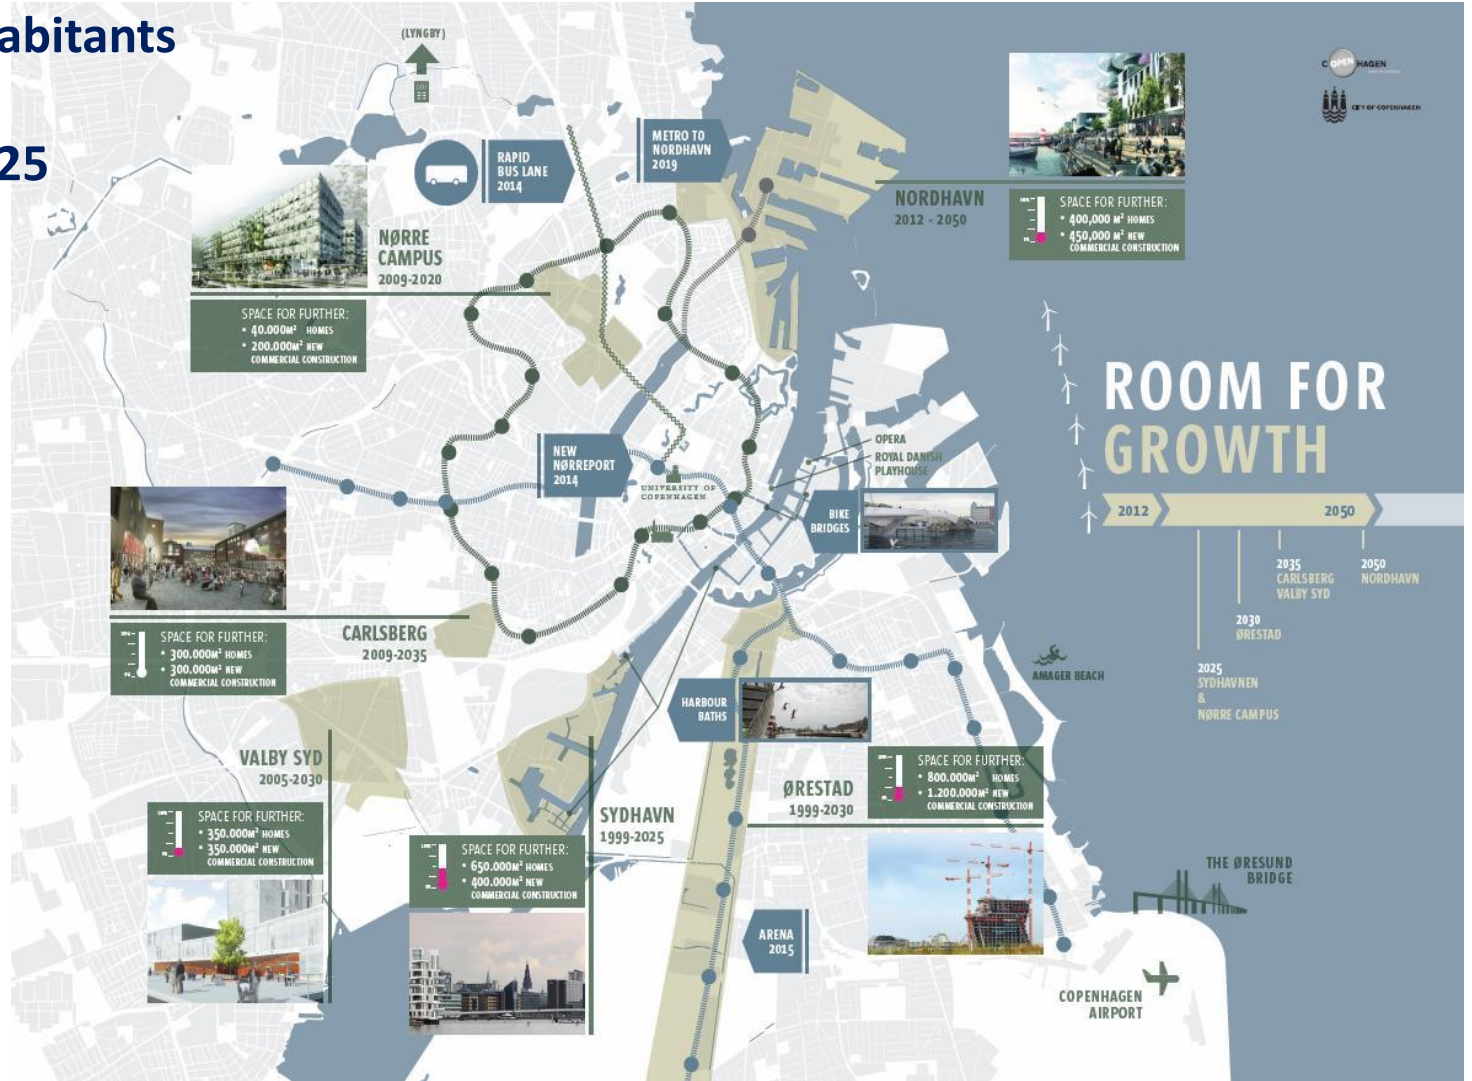 abitants
25
(LYNGBY)
RAPID
BUS LANE
2014
METRO TO
NORDHAVN
2019
COPENHAGEN
CITY OF COPENHAGEN
NORDHAVN
2012 - 2050
SPACE FOR FURTHER:
• 400,000 M² HOMES
• 450,000 M² NEW
COMMERCIAL CONSTRUCTION
NØRRE
CAMPUS
2009-2020
SPACE FOR FURTHER:
• 40.000M² HOMES
• 200.000M² NEW
COMMERCIAL CONSTRUCTION
ROOM FOR
GROWTH
2012
2050
2035
CARLSBERG
VALBY SYD
2050
NORDHAVN
2030
ØRESTAD
2025
SYDHAVNEN
&
NØRRE CAMPUS
NEW
NØRREPORT
2014
UNIVERSITY OF
COPENHAGEN
OPERA
ROYAL DANISH
PLAYHOUSE
BIKE
BRIDGES
CARLSBERG
2009-2035
SPACE FOR FURTHER:
• 300.000M² HOMES
• 300.000M² NEW
COMMERCIAL CONSTRUCTION
AMAGER BEACH
HARBOUR
BATHS
VALBY SYD
2005-2030
SPACE FOR FURTHER:
• 350.000M² HOMES
• 350.000M² NEW
COMMERCIAL CONSTRUCTION
SYDHAVN
1999-2025
SPACE FOR FURTHER:
• 650.000M² HOMES
• 400.000M² NEW
COMMERCIAL CONSTRUCTION
ØRESTAD
1999-2030
SPACE FOR FURTHER:
• 800.000M² HOMES
• 1.200.000M² NEW
COMMERCIAL CONSTRUCTION
THE ØRESUND
BRIDGE
ARENA
2015
COPENHAGEN
AIRPORT